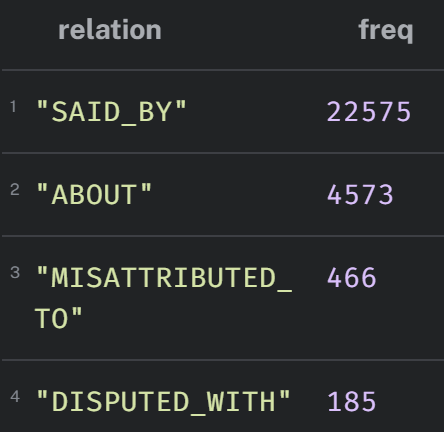 relation freq
1 "SAID_BY" 22575
2 "ABOUT" 4573
3 "MISATTRIBUTED_ 466
TO"
4 "DISPUTED_WITH" 185